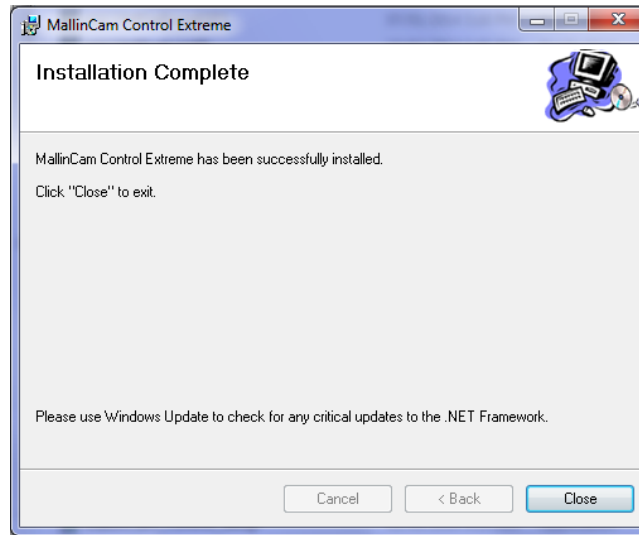 MallinCam Control Extreme
Installation Complete
MallinCam Control Extreme has been successfully installed.
Click "Close" to exit.
Please use Windows Update to check for any critical updates to the .NET Framework.
Cancel
< Back
Close